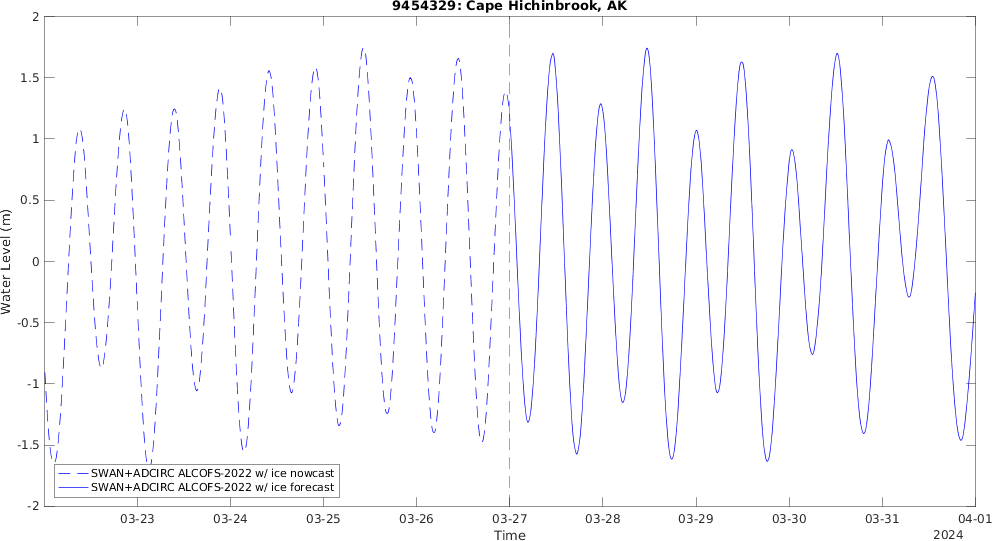 9454329: Cape Hichinbrook, AK
2
1.5
1
0.5
0
-0.5
-1
-1.5
-2
Water Level (m)
SWAN+ADCIRC ALCOFS-2022 w/ ice nowcast
SWAN+ADCIRC ALCOFS-2022 w/ ice forecast
03-23 03-24 03-25 03-26 03-27 03-28 03-29 03-30 03-31 04-01
Time
2024